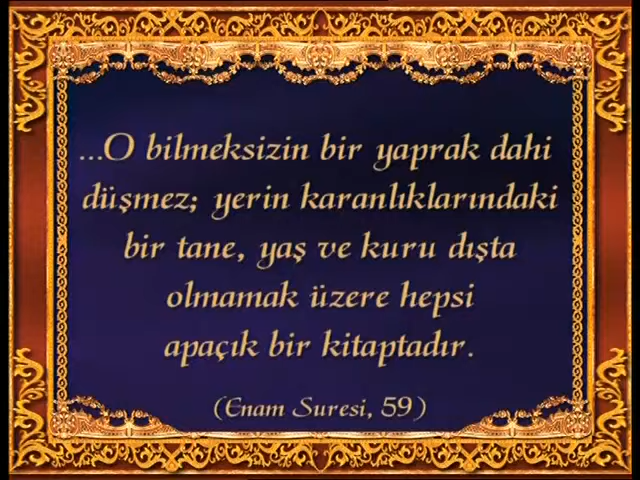 ...O bilmeksizin bir yaprak dahi
düşmez; yerin karanlıklarındaki
bir tane, yaş ve kuru dışta
olmamak üzere hepsi
apaçık bir kitaptadır.
(Enam Suresi, 59)